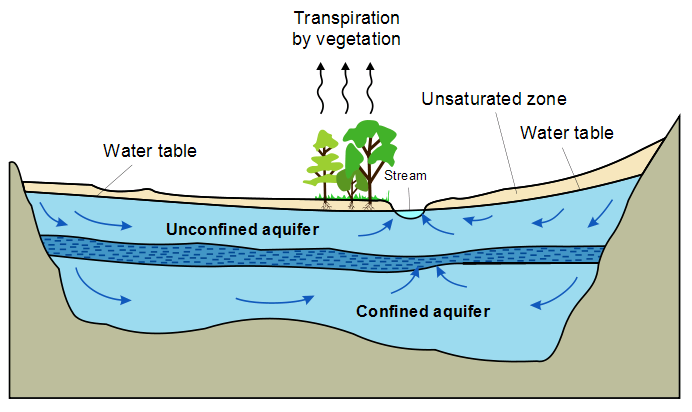 Transpiration
by vegetation
Unsaturated zone
Water table
Water table
Stream
Unconfined aquifer
Confined aquifer